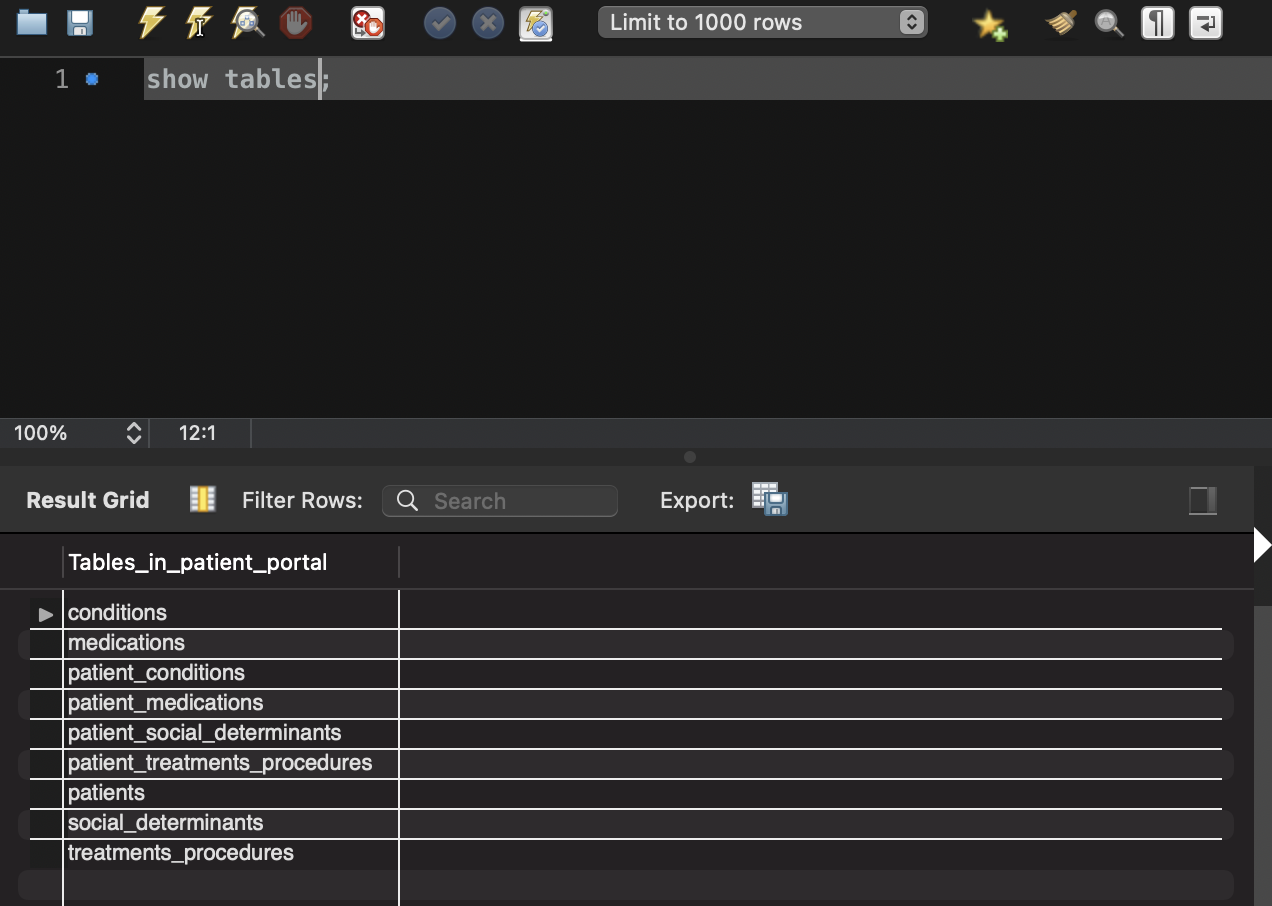 Limit to 1000 rows
1 show tables;
100% 12:1
Result Grid Filter Rows: Search Export:
Tables_in_patient_portal
conditions
medications
patient_conditions
patient_medications
patient_social_determinants
patient_treatments_procedures
patients
social_determinants
treatments_procedures